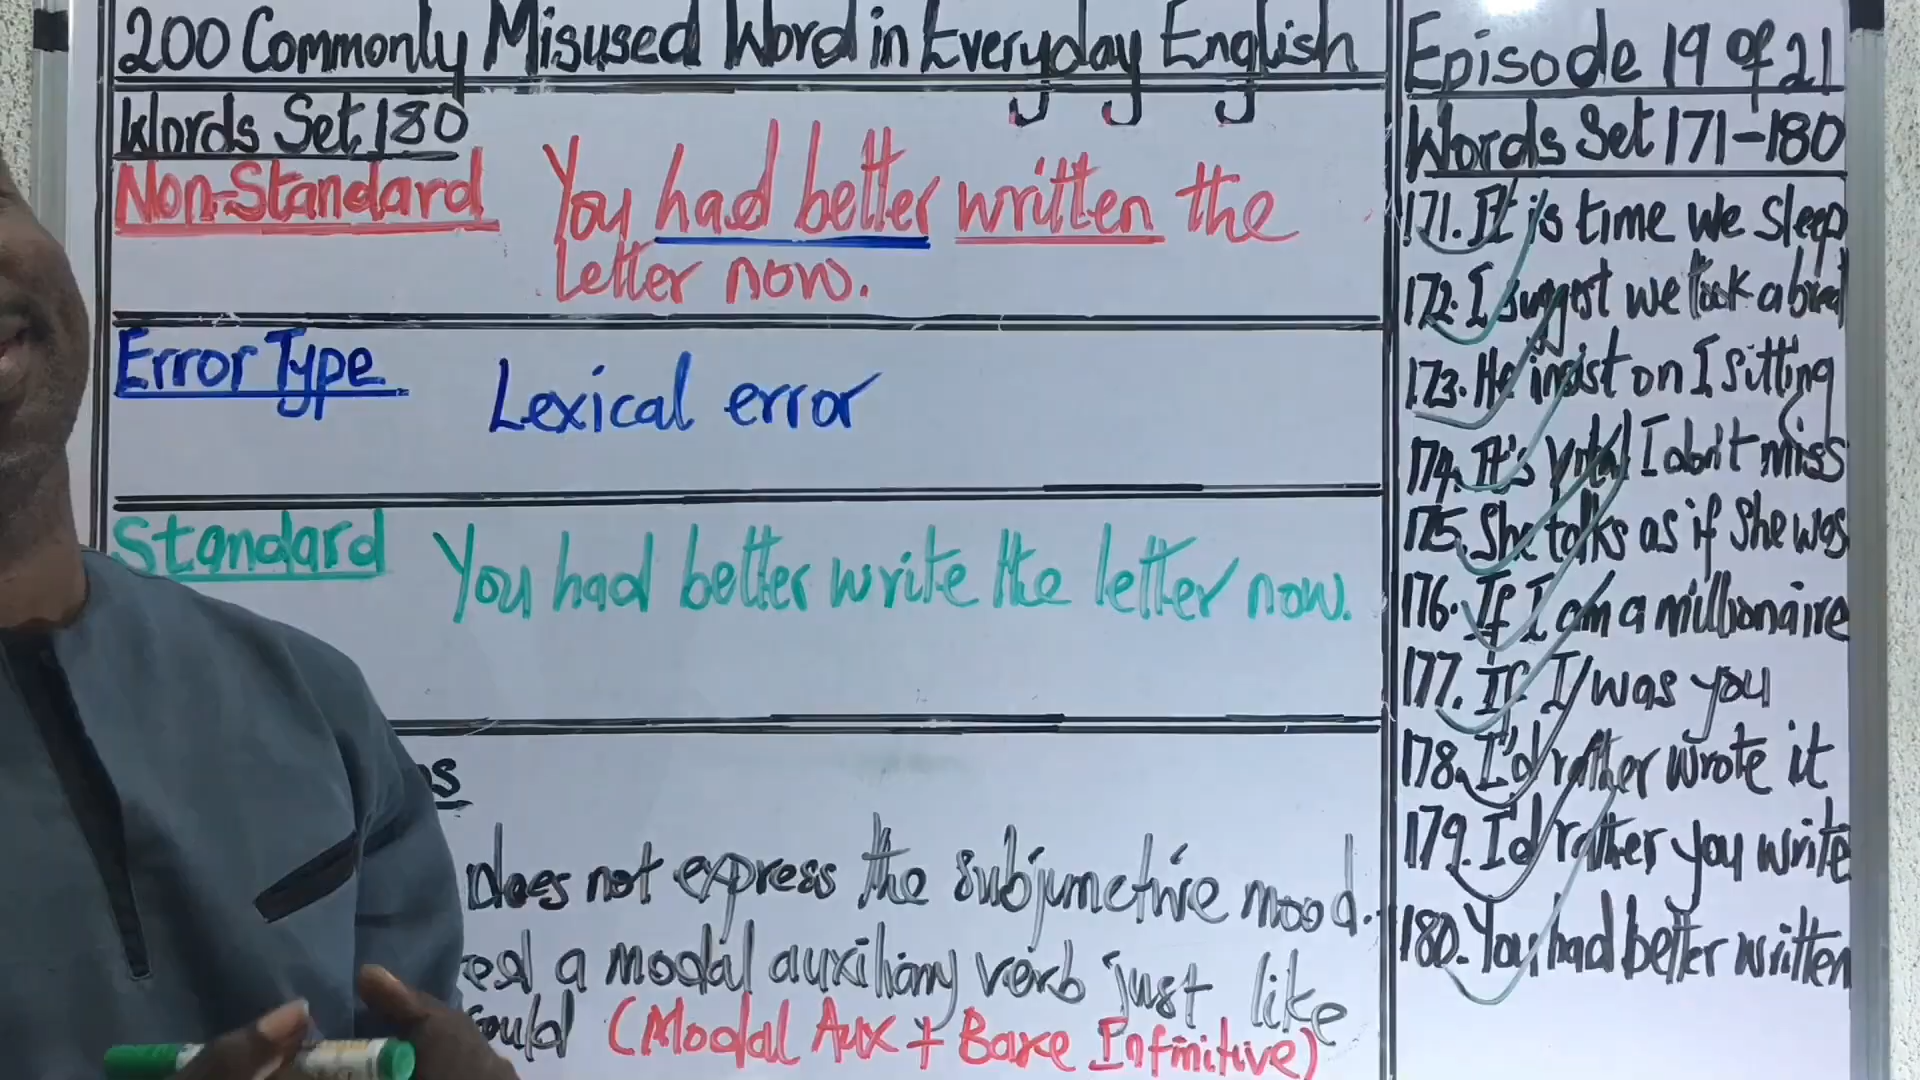 200 Commonly Misused Word in Everyday English
Words Set 180
Non-Standard
You had better written the
letter now.
Error Type
Lexical error
Standard
You had better write the letter now.
does not express the subjunctive mood.
a modal auxiliary verb just like
(Modal Aux + Bare Infinitive)
Episode 19 of 21
Words Set 171-180
171. It is time we sleep
172. I suggest we took a
173. He insist on I sitting
174. It's vital I don't miss
175. She talks as if she was
176. If I am a millionaire
177. If I was you
178. I'd rather wrote it
179. I'd rather you write
180. You had better written